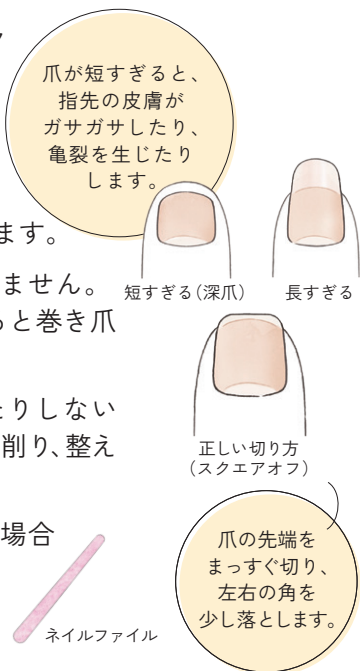 爪が短すぎると、
指先の皮膚が
ガサガサしたり、
亀裂を生じたり
します。
ます。
ません。
ると巻き爪
短すぎる（深爪）
長すぎる
たりしない
削り、整え
正しい切り方
（スクエアオフ）
場合
爪の先端を
まっすぐ切り、
左右の角を
少し落とします。
ネイルファイル